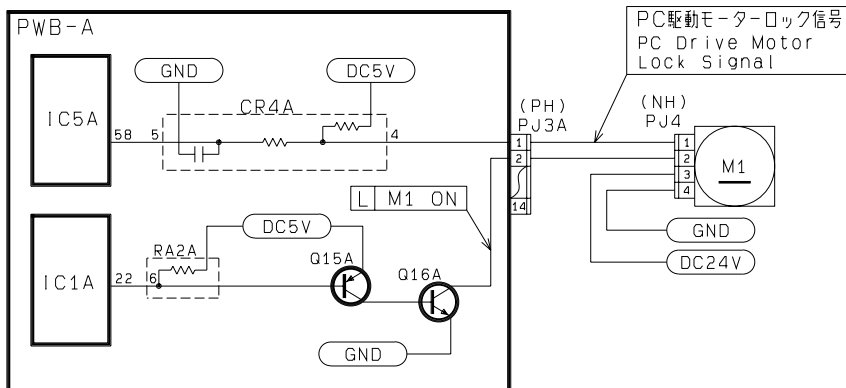 PWB-A
PC駆動モーターロック信号
PC Drive Motor
Lock Signal
GND
DC5V
CR4A
IC5A
58
5
4
(PH)
PJ3A
1
2
14
(NH)
PJ4
1
2
3
4
M1
L
M1 ON
GND
DC24V
IC1A
22
RA2A
6
DC5V
Q15A
Q16A
GND